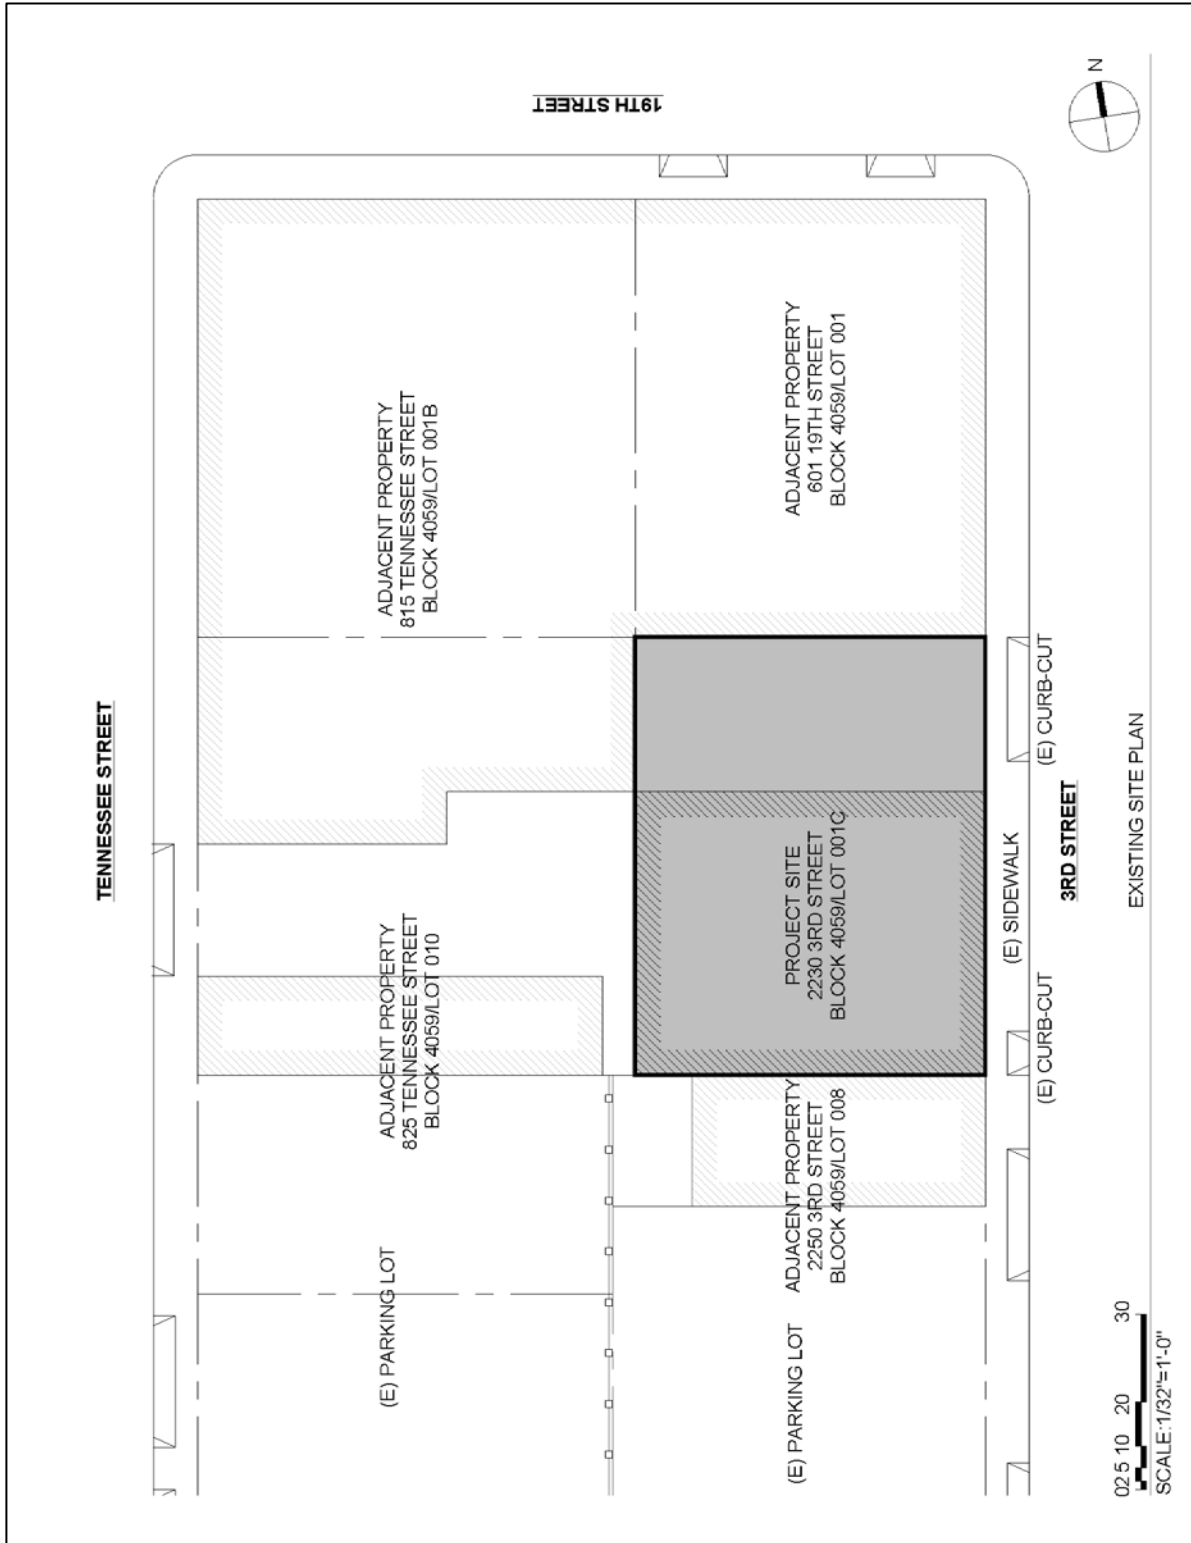 19TH STREET
N
TENNESSEE STREET
ADJACENT PROPERTY
815 TENNESSEE STREET
BLOCK 4059/LOT 001B
ADJACENT PROPERTY
601 19TH STREET
BLOCK 4059/LOT 001
ADJACENT PROPERTY
825 TENNESSEE STREET
BLOCK 4059/LOT 010
PROJECT SITE
2230 3RD STREET
BLOCK 4059/LOT 001C
ADJACENT PROPERTY
2250 3RD STREET
BLOCK 4059/LOT 008
(E) PARKING LOT
(E) PARKING LOT
(E) CURB-CUT
(E) SIDEWALK
(E) CURB-CUT
3RD STREET
EXISTING SITE PLAN
0 2 5 10 20 30
SCALE:1/32"=1'-0"